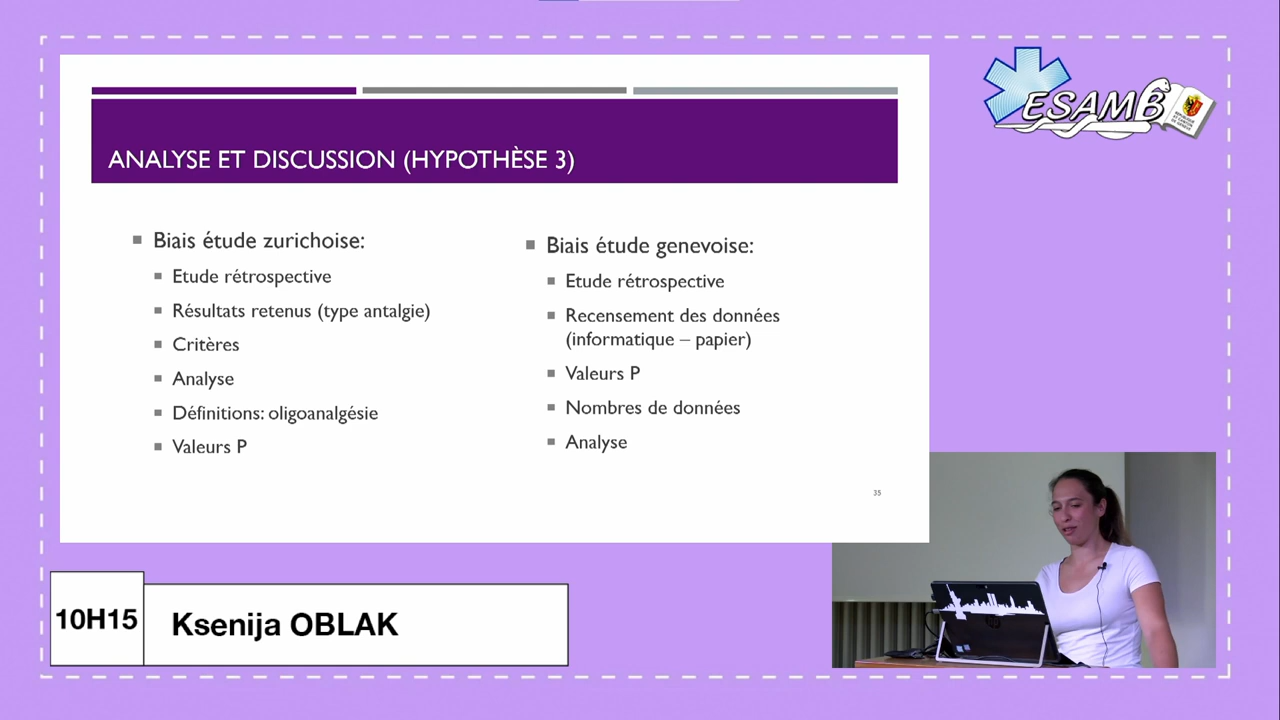 ANALYSE ET DISCUSSION (HYPOTHÈSE 3)
Biais étude zurichoise:
Etude rétrospective
Résultats retenus (type antalgie)
Critères
Analyse
Définitions: oligoanalgésie
Valeurs P
Biais étude genevoise:
Etude rétrospective
Recensement des données
(informatique – papier)
Valeurs P
Nombres de données
Analyse
35
ESAMB
10H15
Ksenija OBLAK